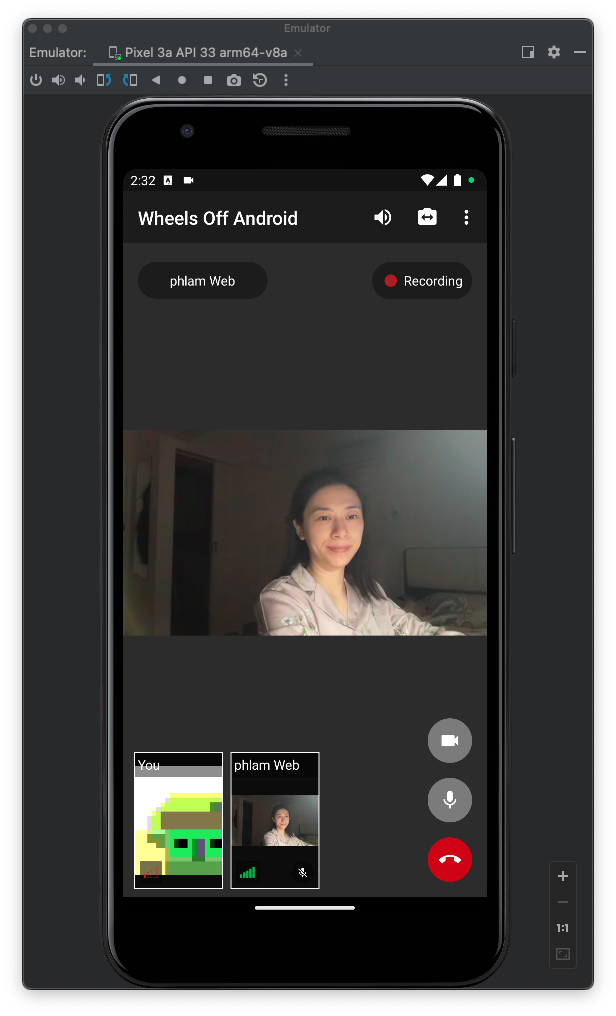 Emulator
Emulator: Pixel 3a API 33 arm64-v8a
2:32 A
Wheels Off Android
phlam Web Recording
You phlam Web
1:1